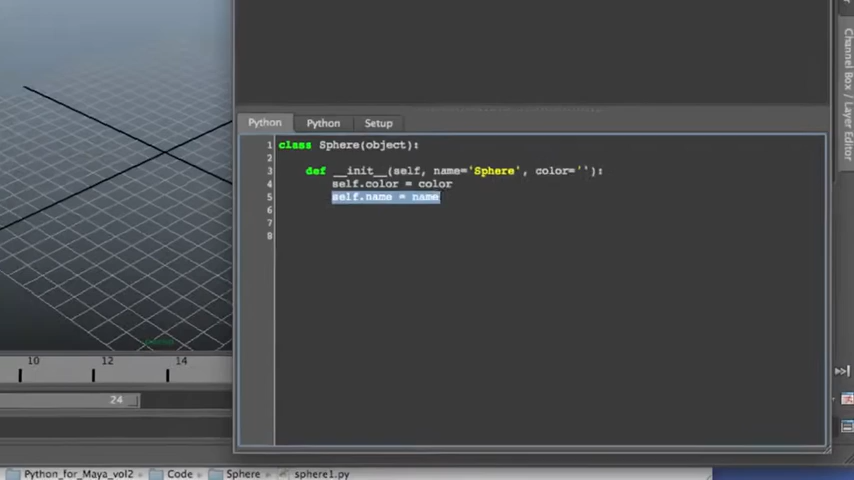 Channel Box / Layer Editor
Python Python Setup
1 class Sphere(object):
2
3 def __init__(self, name='Sphere', color=''):
4 self.color = color
5 self.name = name
6
7
8
10 12 14
24
Python_for_Maya_vol2 Code Sphere sphere1.py